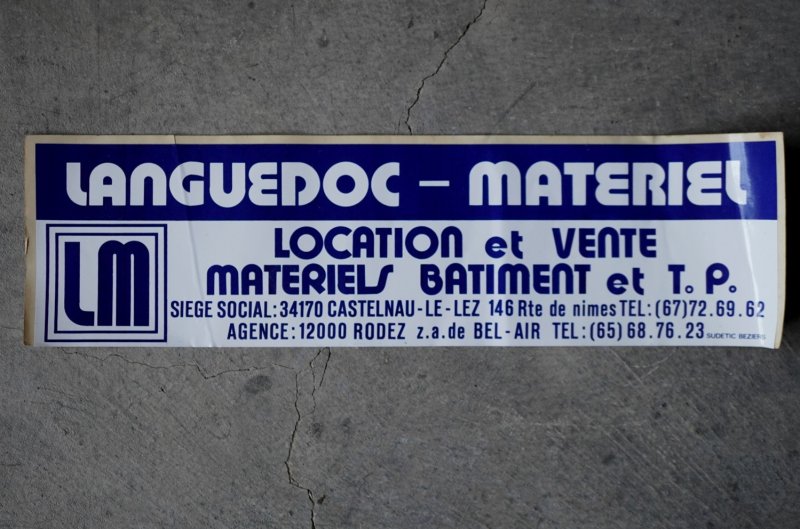 LANGUEDOC - MATERIEL
LM
LOCATION et VENTE
MATERIELS BATIMENT et T. P.
SIEGE SOCIAL: 34170 CASTELNAU-LE-LEZ 146 Rte de nimes TEL: (67) 72.69.62
AGENCE: 12000 RODEZ z.a.de BEL-AIR TEL: (65) 68.76.23
SUDETIC BEZIERS